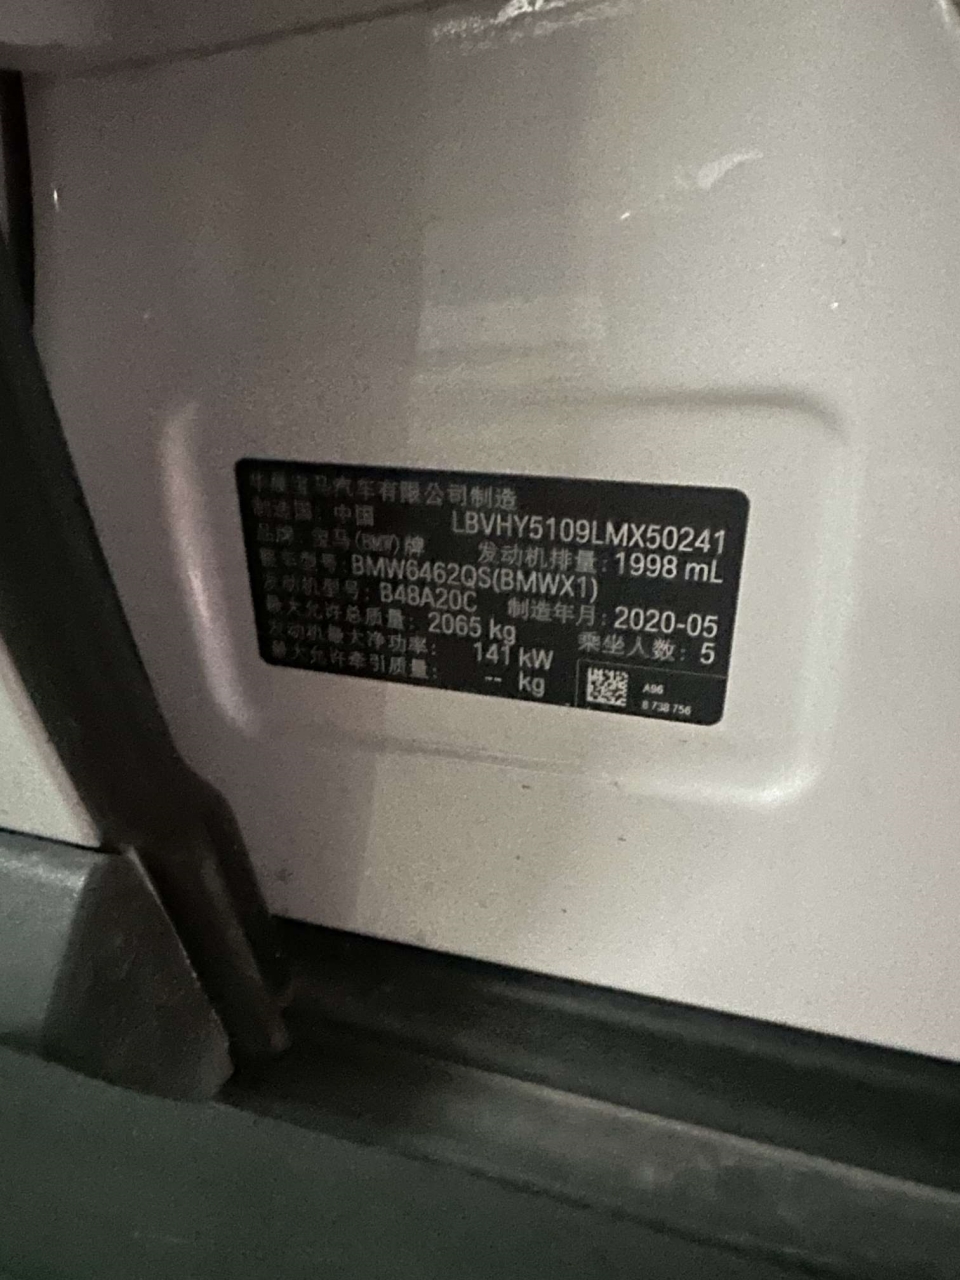 华晨宝马汽车有限公司制造
制造国：中国 LBVHY5109LMX50241
品牌：宝马(BMW)牌 发动机排量：1998 mL
整车型号：BMW6462QS(BMWX1)
发动机型号：B48A20C 制造年月：2020-05
最大允许总质量：2065 kg 乘坐人数：5
发动机最大净功率：141 kW
最大允许牵引质量：-- kg
A96
8 738 756